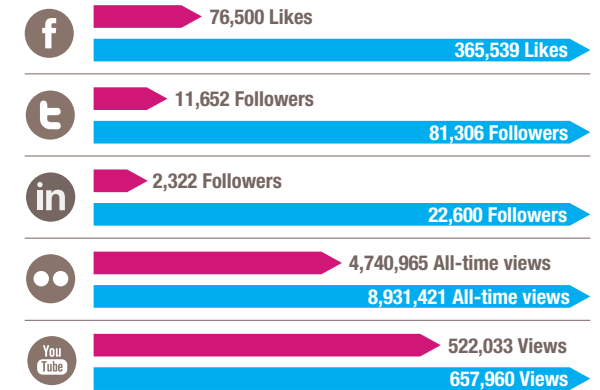 f
76,500 Likes
365,539 Likes
t
11,652 Followers
81,306 Followers
in
2,322 Followers
22,600 Followers
4,740,965 All-time views
8,931,421 All-time views
You
Tube
522,033 Views
657,960 Views